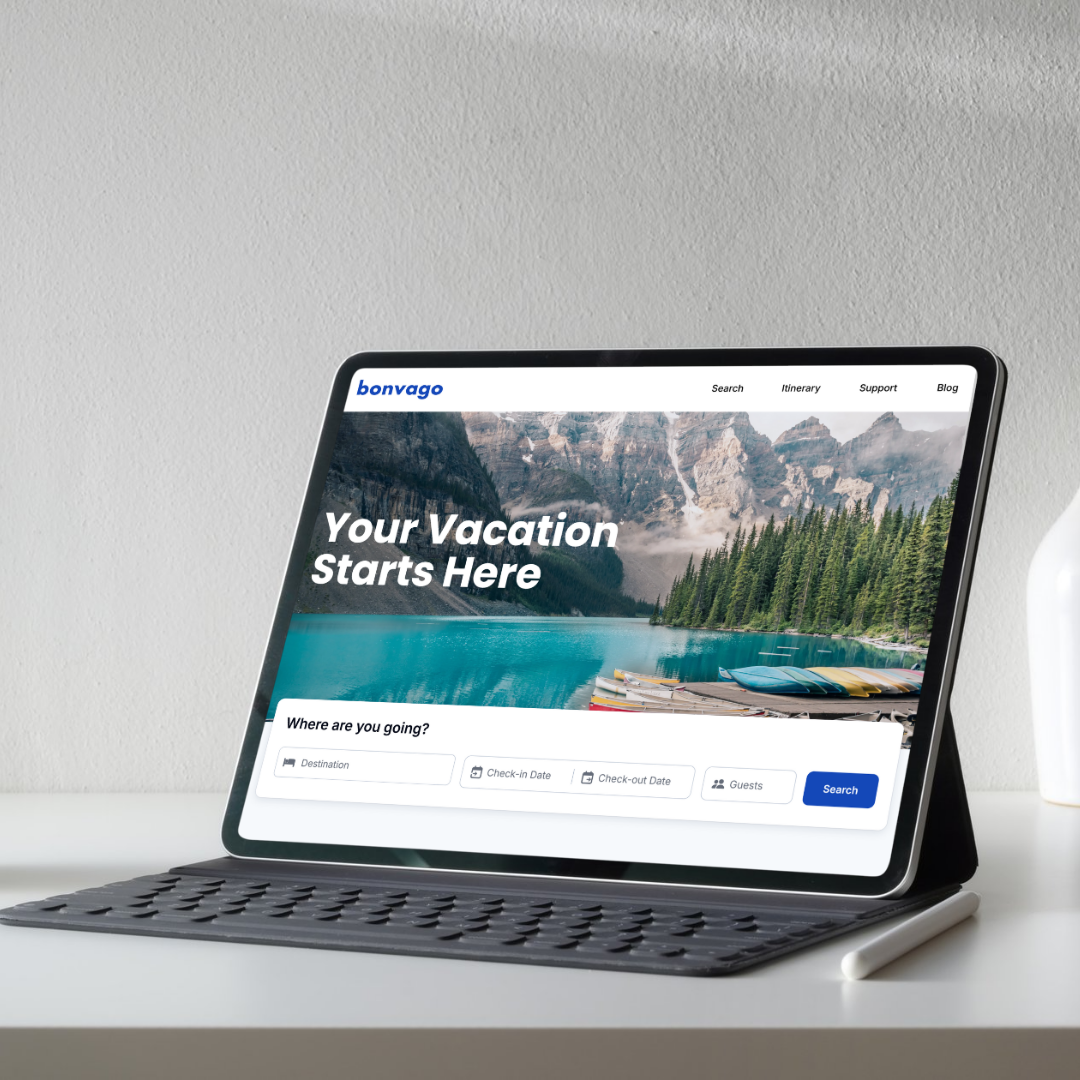 bonvago
Search
Itinerary
Support
Blog
Your Vacation
Starts Here
Where are you going?
Destination
Check-in Date
Check-out Date
Guests
Search